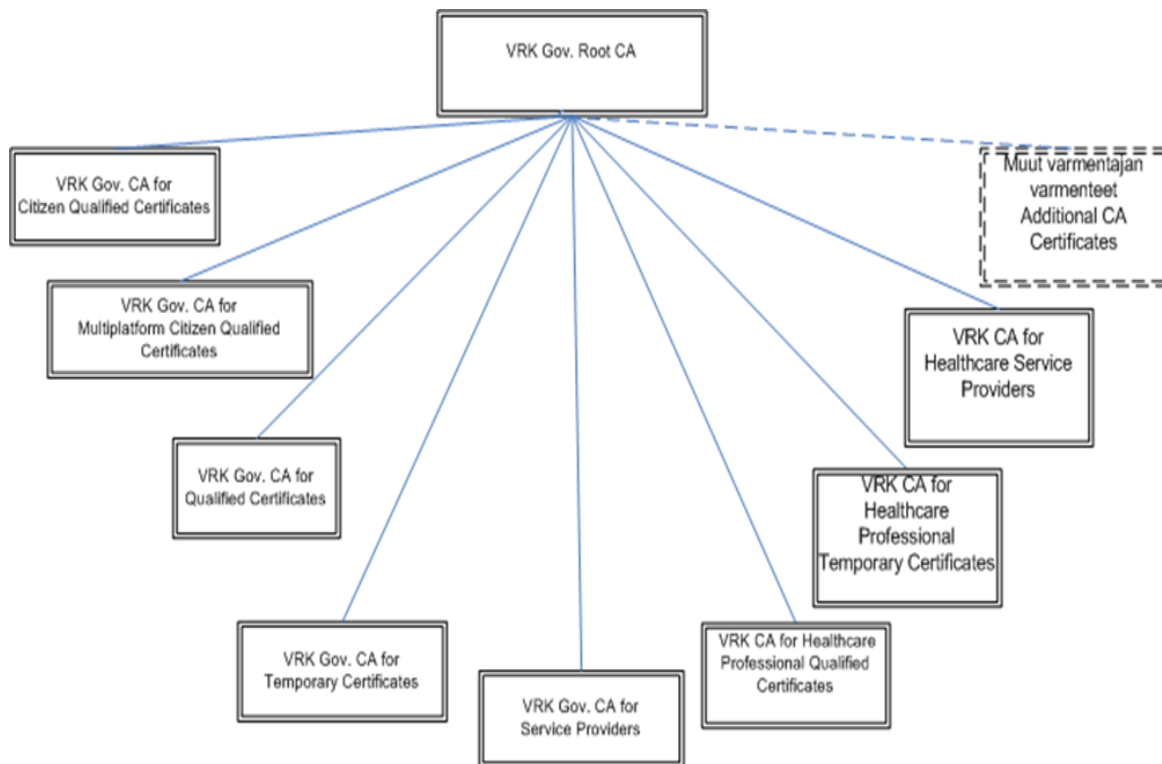 VRK Gov. Root CA
VRK Gov. CA for
Citizen Qualified Certificates
Muut varmentajan
varmenteet
Additional CA
Certificates
VRK Gov. CA for
Multiplatform Citizen Qualified
Certificates
VRK CA for
Healthcare Service
Providers
VRK Gov. CA for
Qualified Certificates
VRK CA for
Healthcare
Professional
Temporary Certificates
VRK Gov. CA for
Temporary Certificates
VRK CA for Healthcare
Professional Qualified
Certificates
VRK Gov. CA for
Service Providers